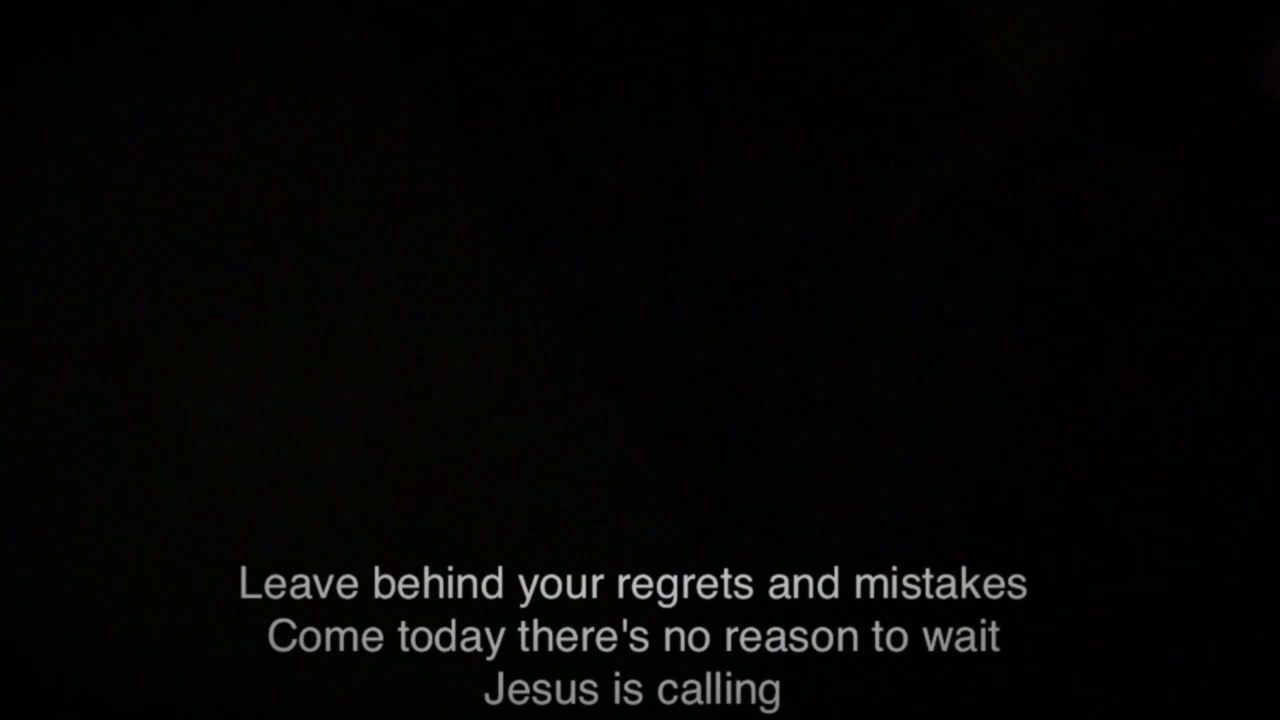 Leave behind your regrets and mistakes
Come today there's no reason to wait
Jesus is calling